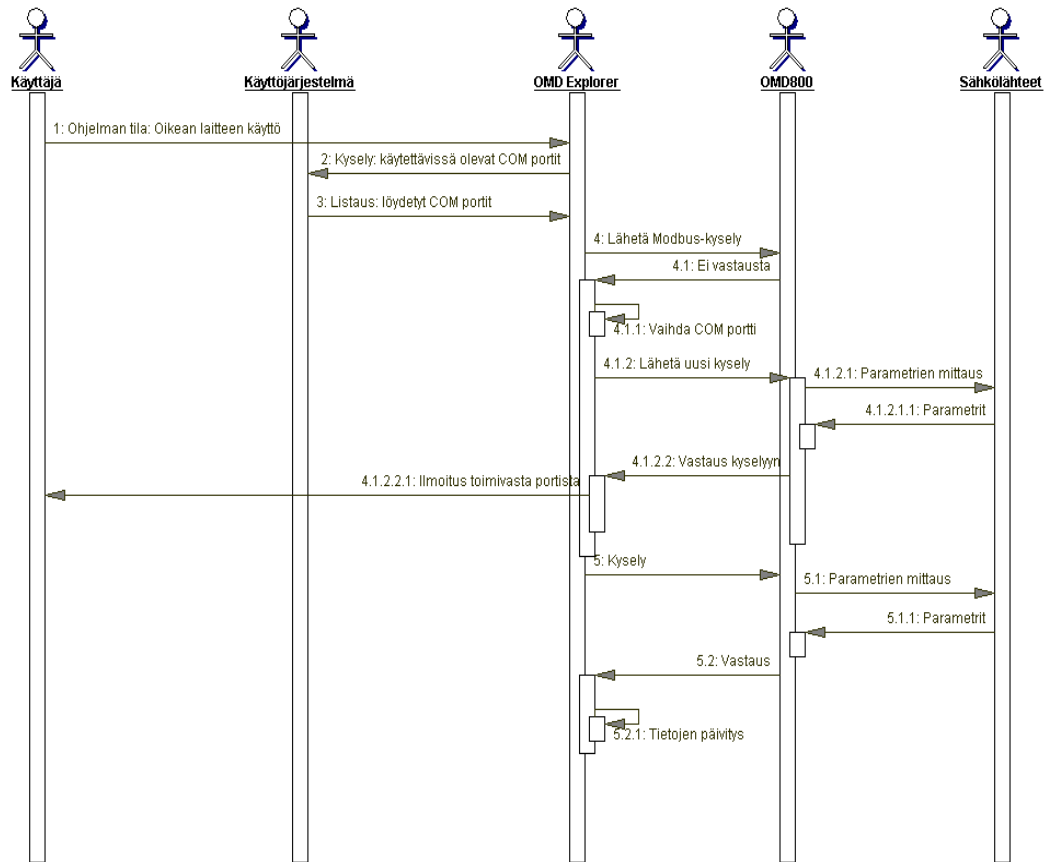 Käyttäjä
Käyttöjärjestelmä
OMD Explorer
OMD800
Sähkölähteet
1: Ohjelman tila: Oikean laitteen käyttö
2: Kysely: käytettävissä olevat COM portit
3: Listaus: löydetyt COM portit
4: Lähetä Modbus-kysely
4.1: Ei vastausta
4.1.1: Vaihda COM portti
4.1.2: Lähetä uusi kysely
4.1.2.1: Parametrien mittaus
4.1.2.1.1: Parametrit
4.1.2.2: Vastaus kyselyyn
4.1.2.2.1: Ilmoitus toimivasta portista
5: Kysely
5.1: Parametrien mittaus
5.1.1: Parametrit
5.2: Vastaus
5.2.1: Tietojen päivitys